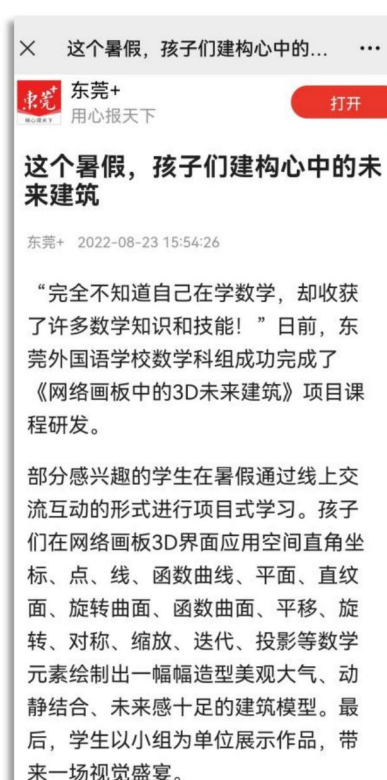 × 这个暑假，孩子们建构心中的... ···
东莞+
东莞+
用心报天下
用心报天下
打开
这个暑假，孩子们建构心中的未
来建筑
东莞+ 2022-08-23 15:54:26
“完全不知道自己在学数学，却收获
了许多数学知识和技能！”日前，东
莞外国语学校数学科组成功完成了
《网络画板中的3D未来建筑》项目课
程研发。
部分感兴趣的学生在暑假通过线上交
流互动的形式进行项目式学习。孩子
们在网络画板3D界面应用空间直角坐
标、点、线、函数曲线、平面、直纹
面、旋转曲面、函数曲面、平移、旋
转、对称、缩放、迭代、投影等数学
元素绘制出一幅幅造型美观大气、动
静结合、未来感十足的建筑模型。最
后，学生以小组为单位展示作品，带
来一场视觉盛宴。